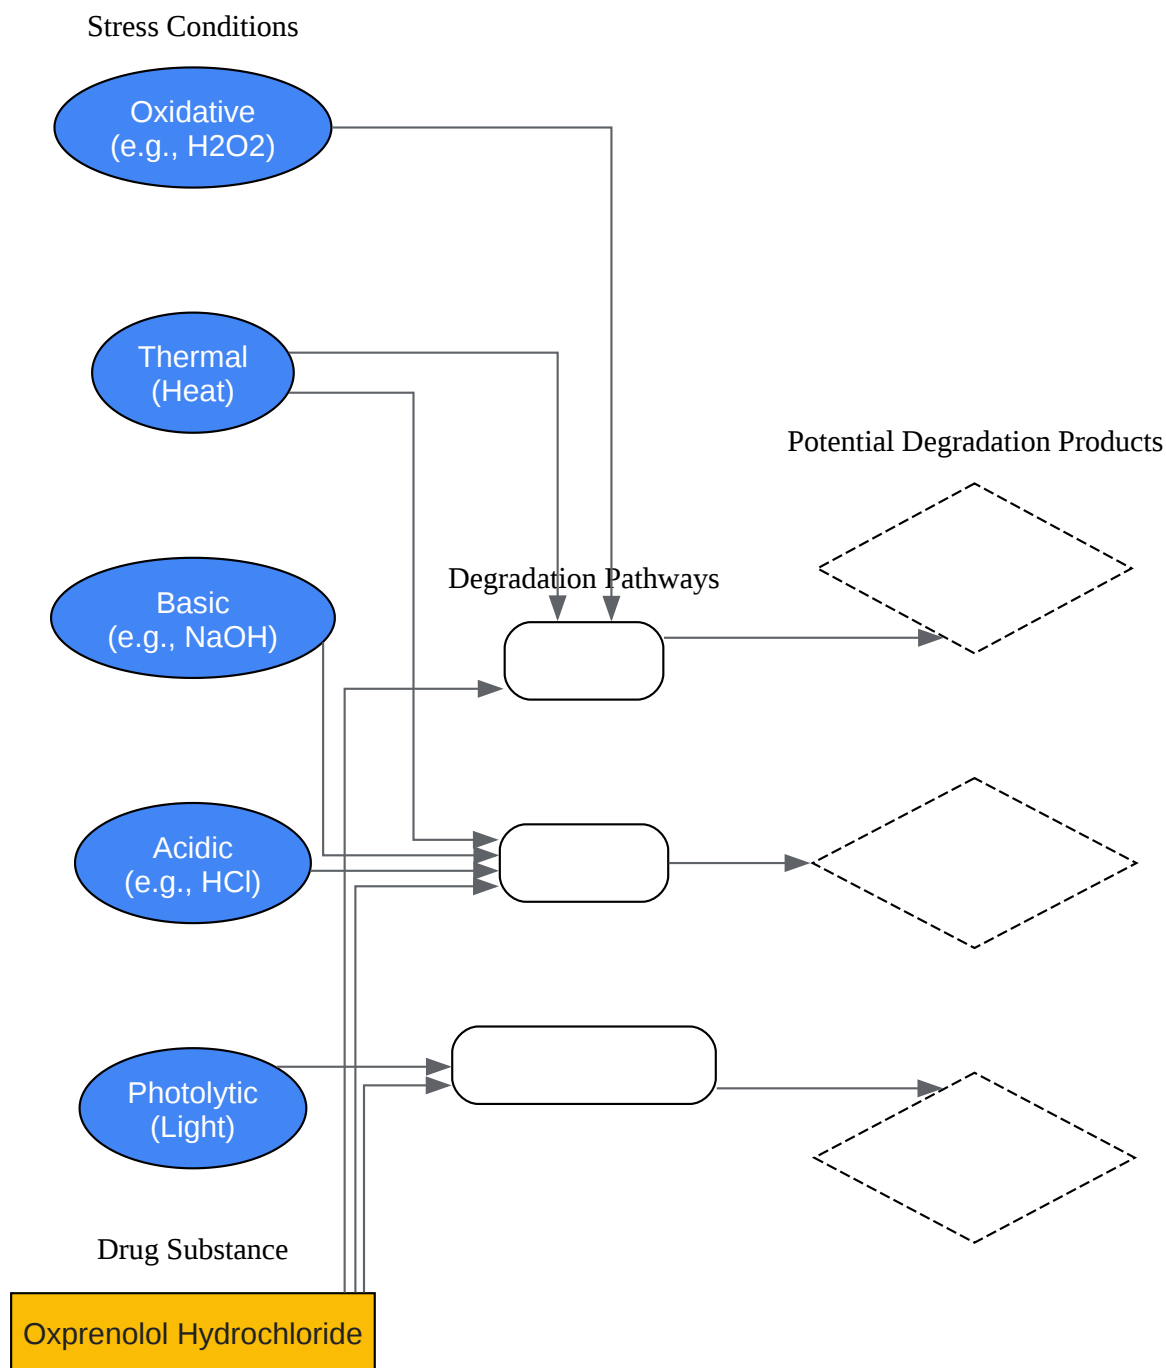 Stress Conditions
Oxidative
(e.g., H2O2)
Thermal
(Heat)
Potential Degradation Products
Degradation Pathways
Basic
(e.g., NaOH)
Acidic
(e.g., HCl)
Photolytic
(Light)
Drug Substance
Oxprenolol Hydrochloride